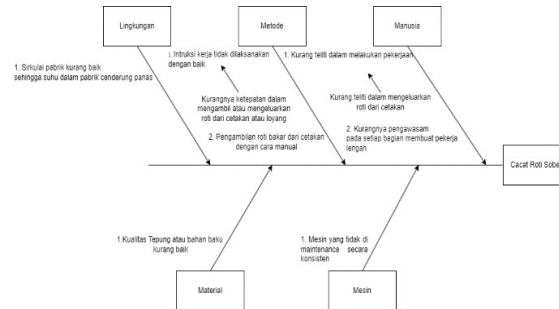 Lingkungan
Metode
Manusia
1. Sirkulai pabrik kurang baik
sehingga suhu dalam pabrik cenderung panas
1. Intruksi kerja tidak dilaksanakan
dengan baik
1. Kurang teliti dalam melakukan pekerjaan
Kurangnya ketepatan dalam
mengambil atau mengeluarkan
roti dari cetakan atau loyang
Kurang teliti dalam mengeluarkan
roti dari cetakan
2. Pengambilan roti bakar dari cetakan
dengan cara manual
2. Kurangnya pengawasam
pada setiap bagian membuat pekerja
lengah
Cacat Roti Sobe
1.Kualitas Tepung atau bahan baku
kurang baik
1. Mesin yang tidak di
maintenance secara
konsisten
Material
Mesin